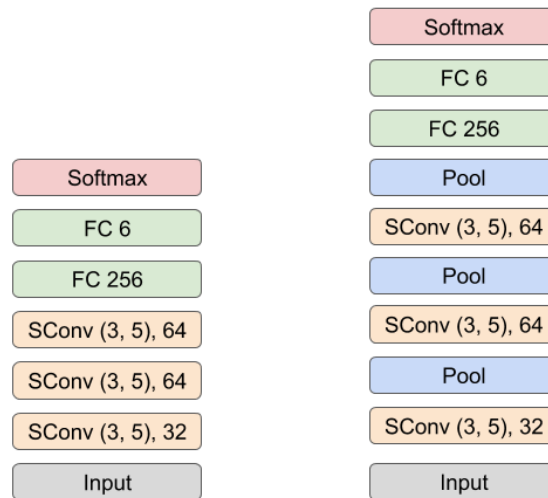 Softmax
FC 6
FC 256
SConv (3, 5), 64
SConv (3, 5), 64
SConv (3, 5), 32
Input
Softmax
FC 6
FC 256
Pool
SConv (3, 5), 64
Pool
SConv (3, 5), 64
Pool
SConv (3, 5), 32
Input